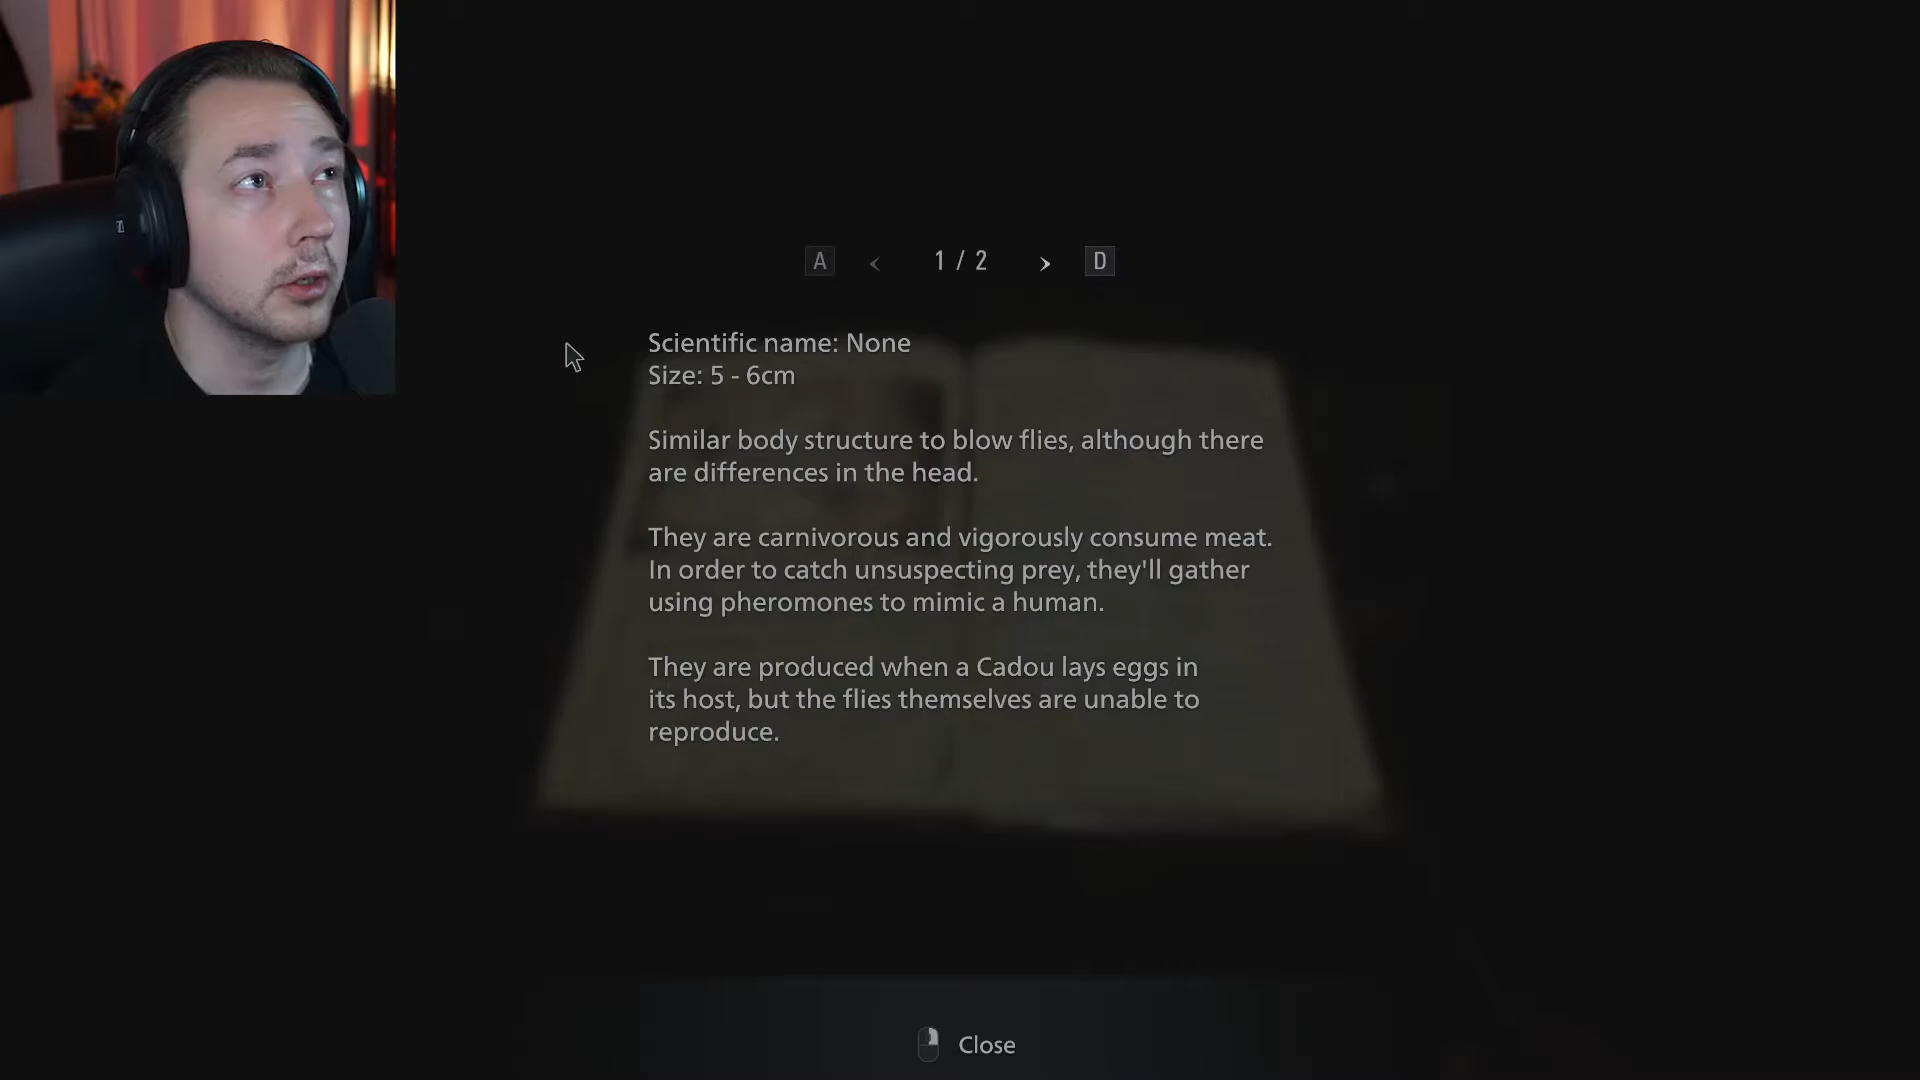 A < 1 / 2 > D
Scientific name: None
Size: 5 - 6cm
Similar body structure to blow flies, although there
are differences in the head.
They are carnivorous and vigorously consume meat.
In order to catch unsuspecting prey, they'll gather
using pheromones to mimic a human.
They are produced when a Cadou lays eggs in
its host, but the flies themselves are unable to
reproduce.
Close